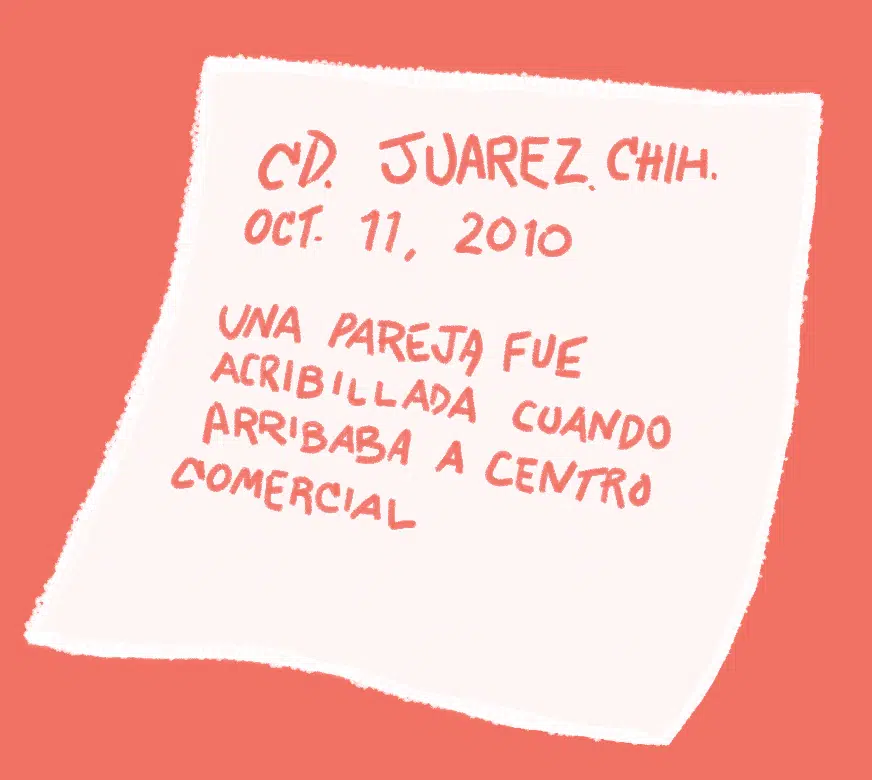 CD. JUAREZ. CHIH.
OCT. 11, 2010
UNA PAREJA FUE
ACRIBILLADA CUANDO
ARRIBABA A CENTRO
COMERCIAL